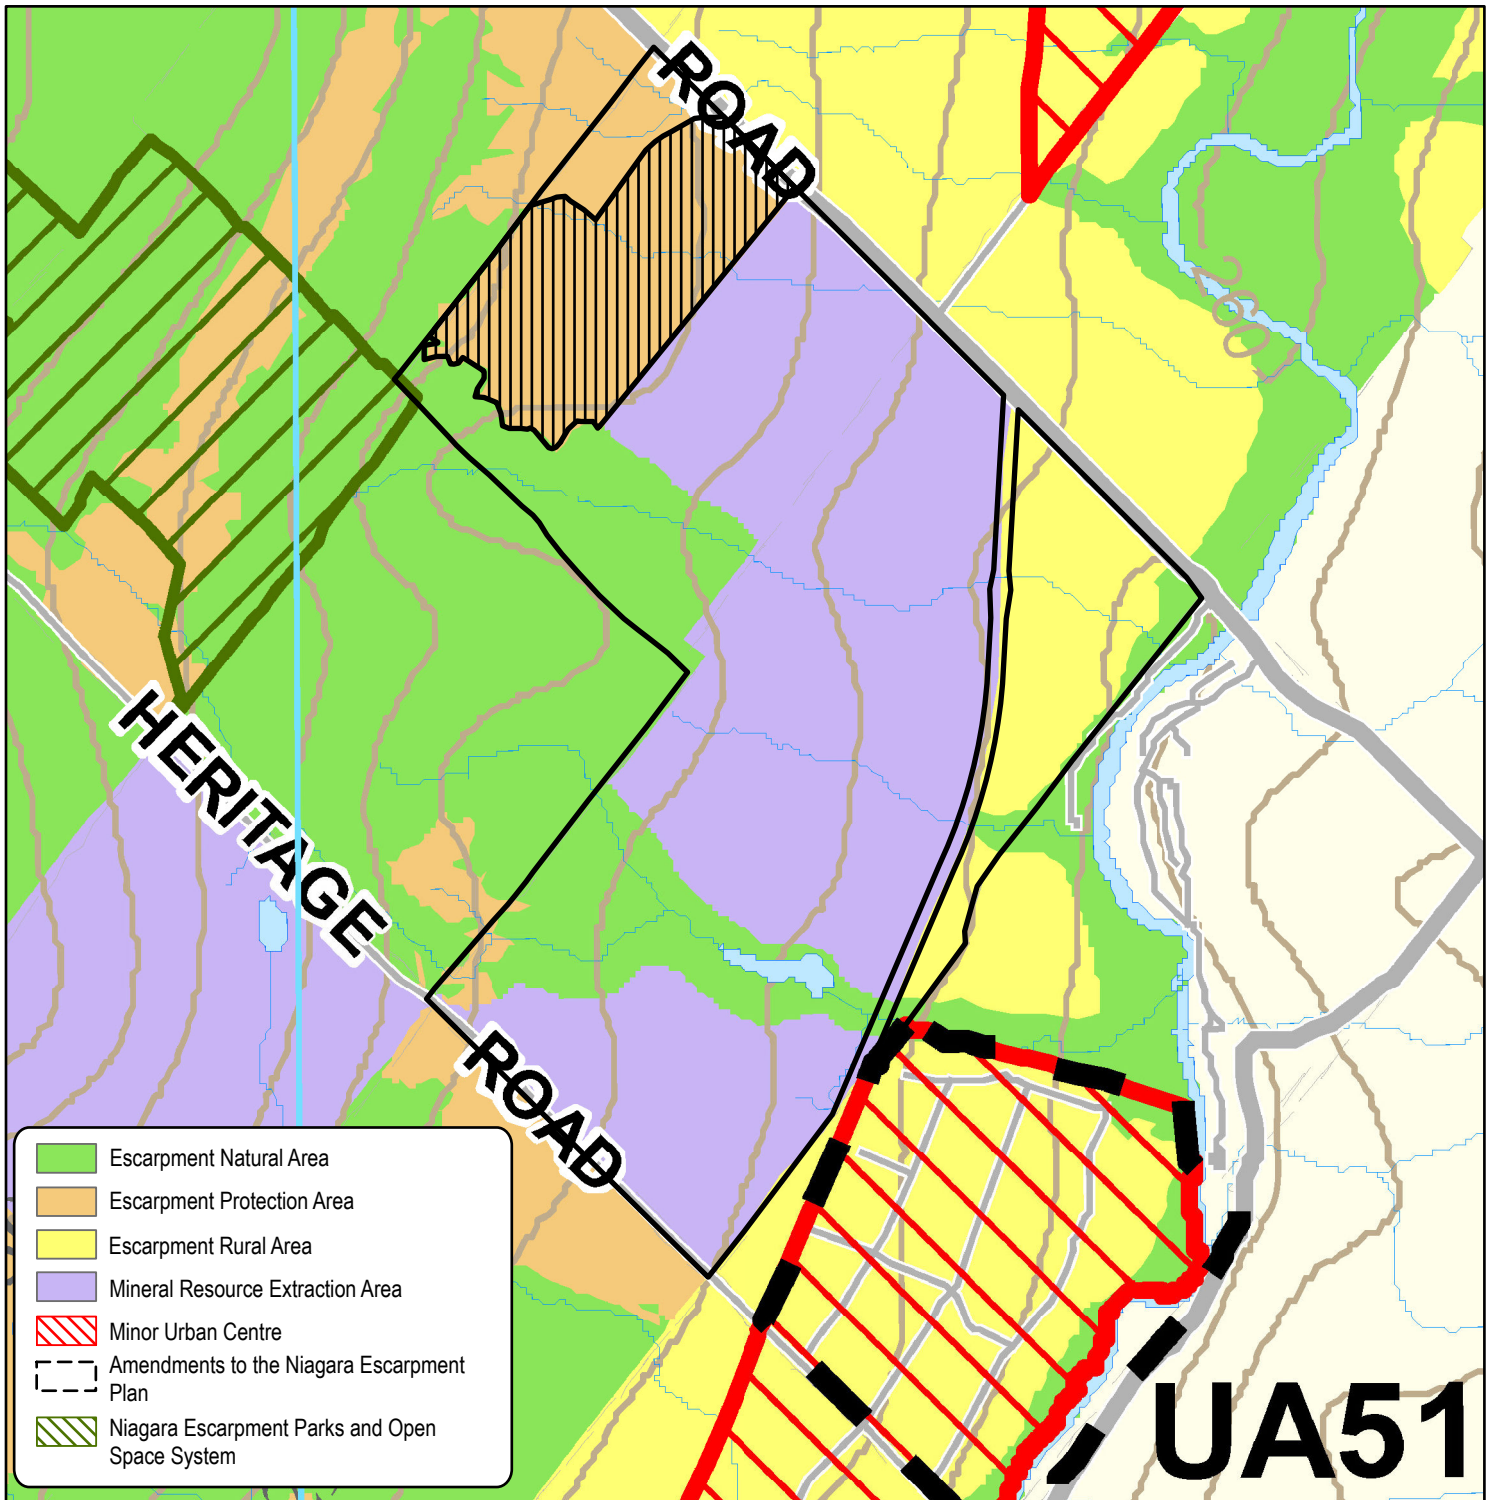 ROAD
260
HERITAGE
ROAD
Escarpment Natural Area
Escarpment Protection Area
Escarpment Rural Area
Mineral Resource Extraction Area
Minor Urban Centre
Amendments to the Niagara Escarpment
Plan
Niagara Escarpment Parks and Open
Space System
UA51